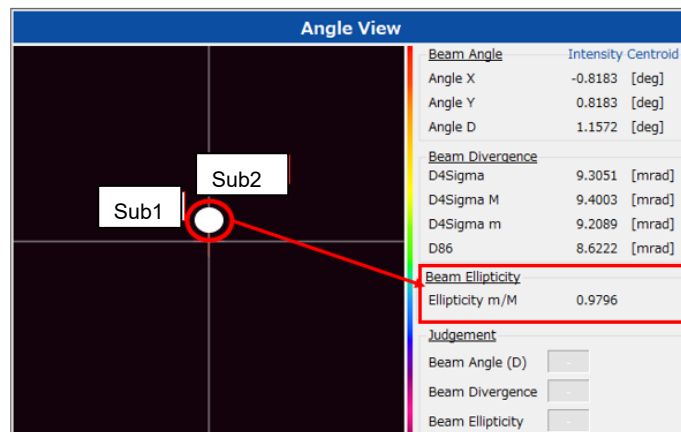 Angle View
Sub2
Sub1
Beam Angle Intensity Centroid
Angle X -0.8183 [deg]
Angle Y 0.8183 [deg]
Angle D 1.1572 [deg]
Beam Divergence
D4Sigma 9.3051 [mrad]
D4Sigma M 9.4003 [mrad]
D4Sigma m 9.2089 [mrad]
D86 8.6222 [mrad]
Beam Ellipticity
Ellipticity m/M 0.9796
Judgement
Beam Angle (D) -
Beam Divergence -
Beam Ellipticity -